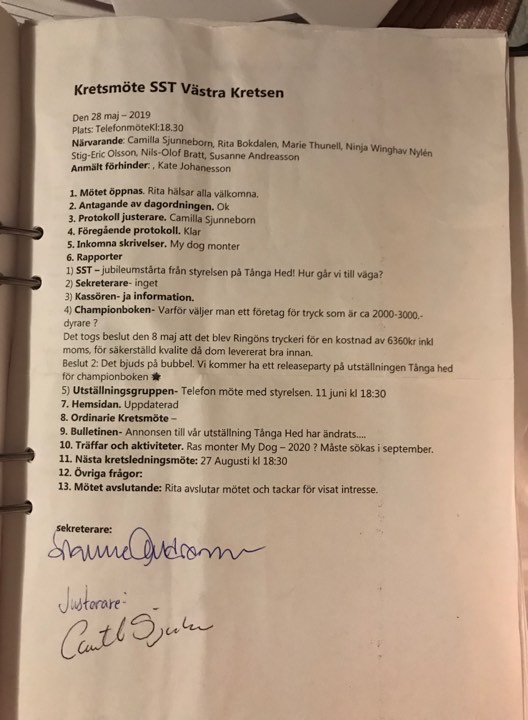 Kretsmöte SST Västra Kretsen
Den 28 maj – 2019
Plats: TelefonmöteKl:18.30
Närvarande: Camilla Sjunneborn, Rita Bokdalen, Marie Thunell, Ninja Winghav Nylén
Stig-Eric Olsson, Nils-Olof Bratt, Susanne Andreasson
Anmält förhinder: , Kate Johanesson
1. Mötet öppnas. Rita hälsar alla välkomna.
2. Antagande av dagordningen. Ok
3. Protokoll justerare. Camilla Sjunneborn
4. Föregående protokoll. Klar
5. Inkomna skrivelser. My dog monter
6. Rapporter
1) SST – jubileumstårta från styrelsen på Tånga Hed! Hur går vi till väga?
2) Sekreterare- inget
3) Kassören- ja information.
4) Championboken- Varför väljer man ett företag för tryck som är ca 2000-3000.-
dyrare ?
Det togs beslut den 8 maj att det blev Ringöns tryckeri för en kostnad av 6360kr inkl
moms, för säkerställd kvalite då dom levererat bra innan.
Beslut 2: Det bjuds på bubbel. Vi kommer ha ett releaseparty på utställningen Tånga hed
för championboken
5) Utställningsgruppen- Telefon möte med styrelsen. 11 juni kl 18:30
7. Hemsidan. Uppdaterad
8. Ordinarie Kretsmöte –
9. Bulletinen- Annonsen till vår utställning Tånga Hed har ändrats....
10. Träffar och aktiviteter. Ras monter My Dog – 2020 ? Måste sökas i september.
11. Nästa kretsledningsmöte: 27 Augusti kl 18:30
12. Övriga frågor:
13. Mötet avslutande: Rita avslutar mötet och tackar för visat intresse.
sekreterare:
Justerare: